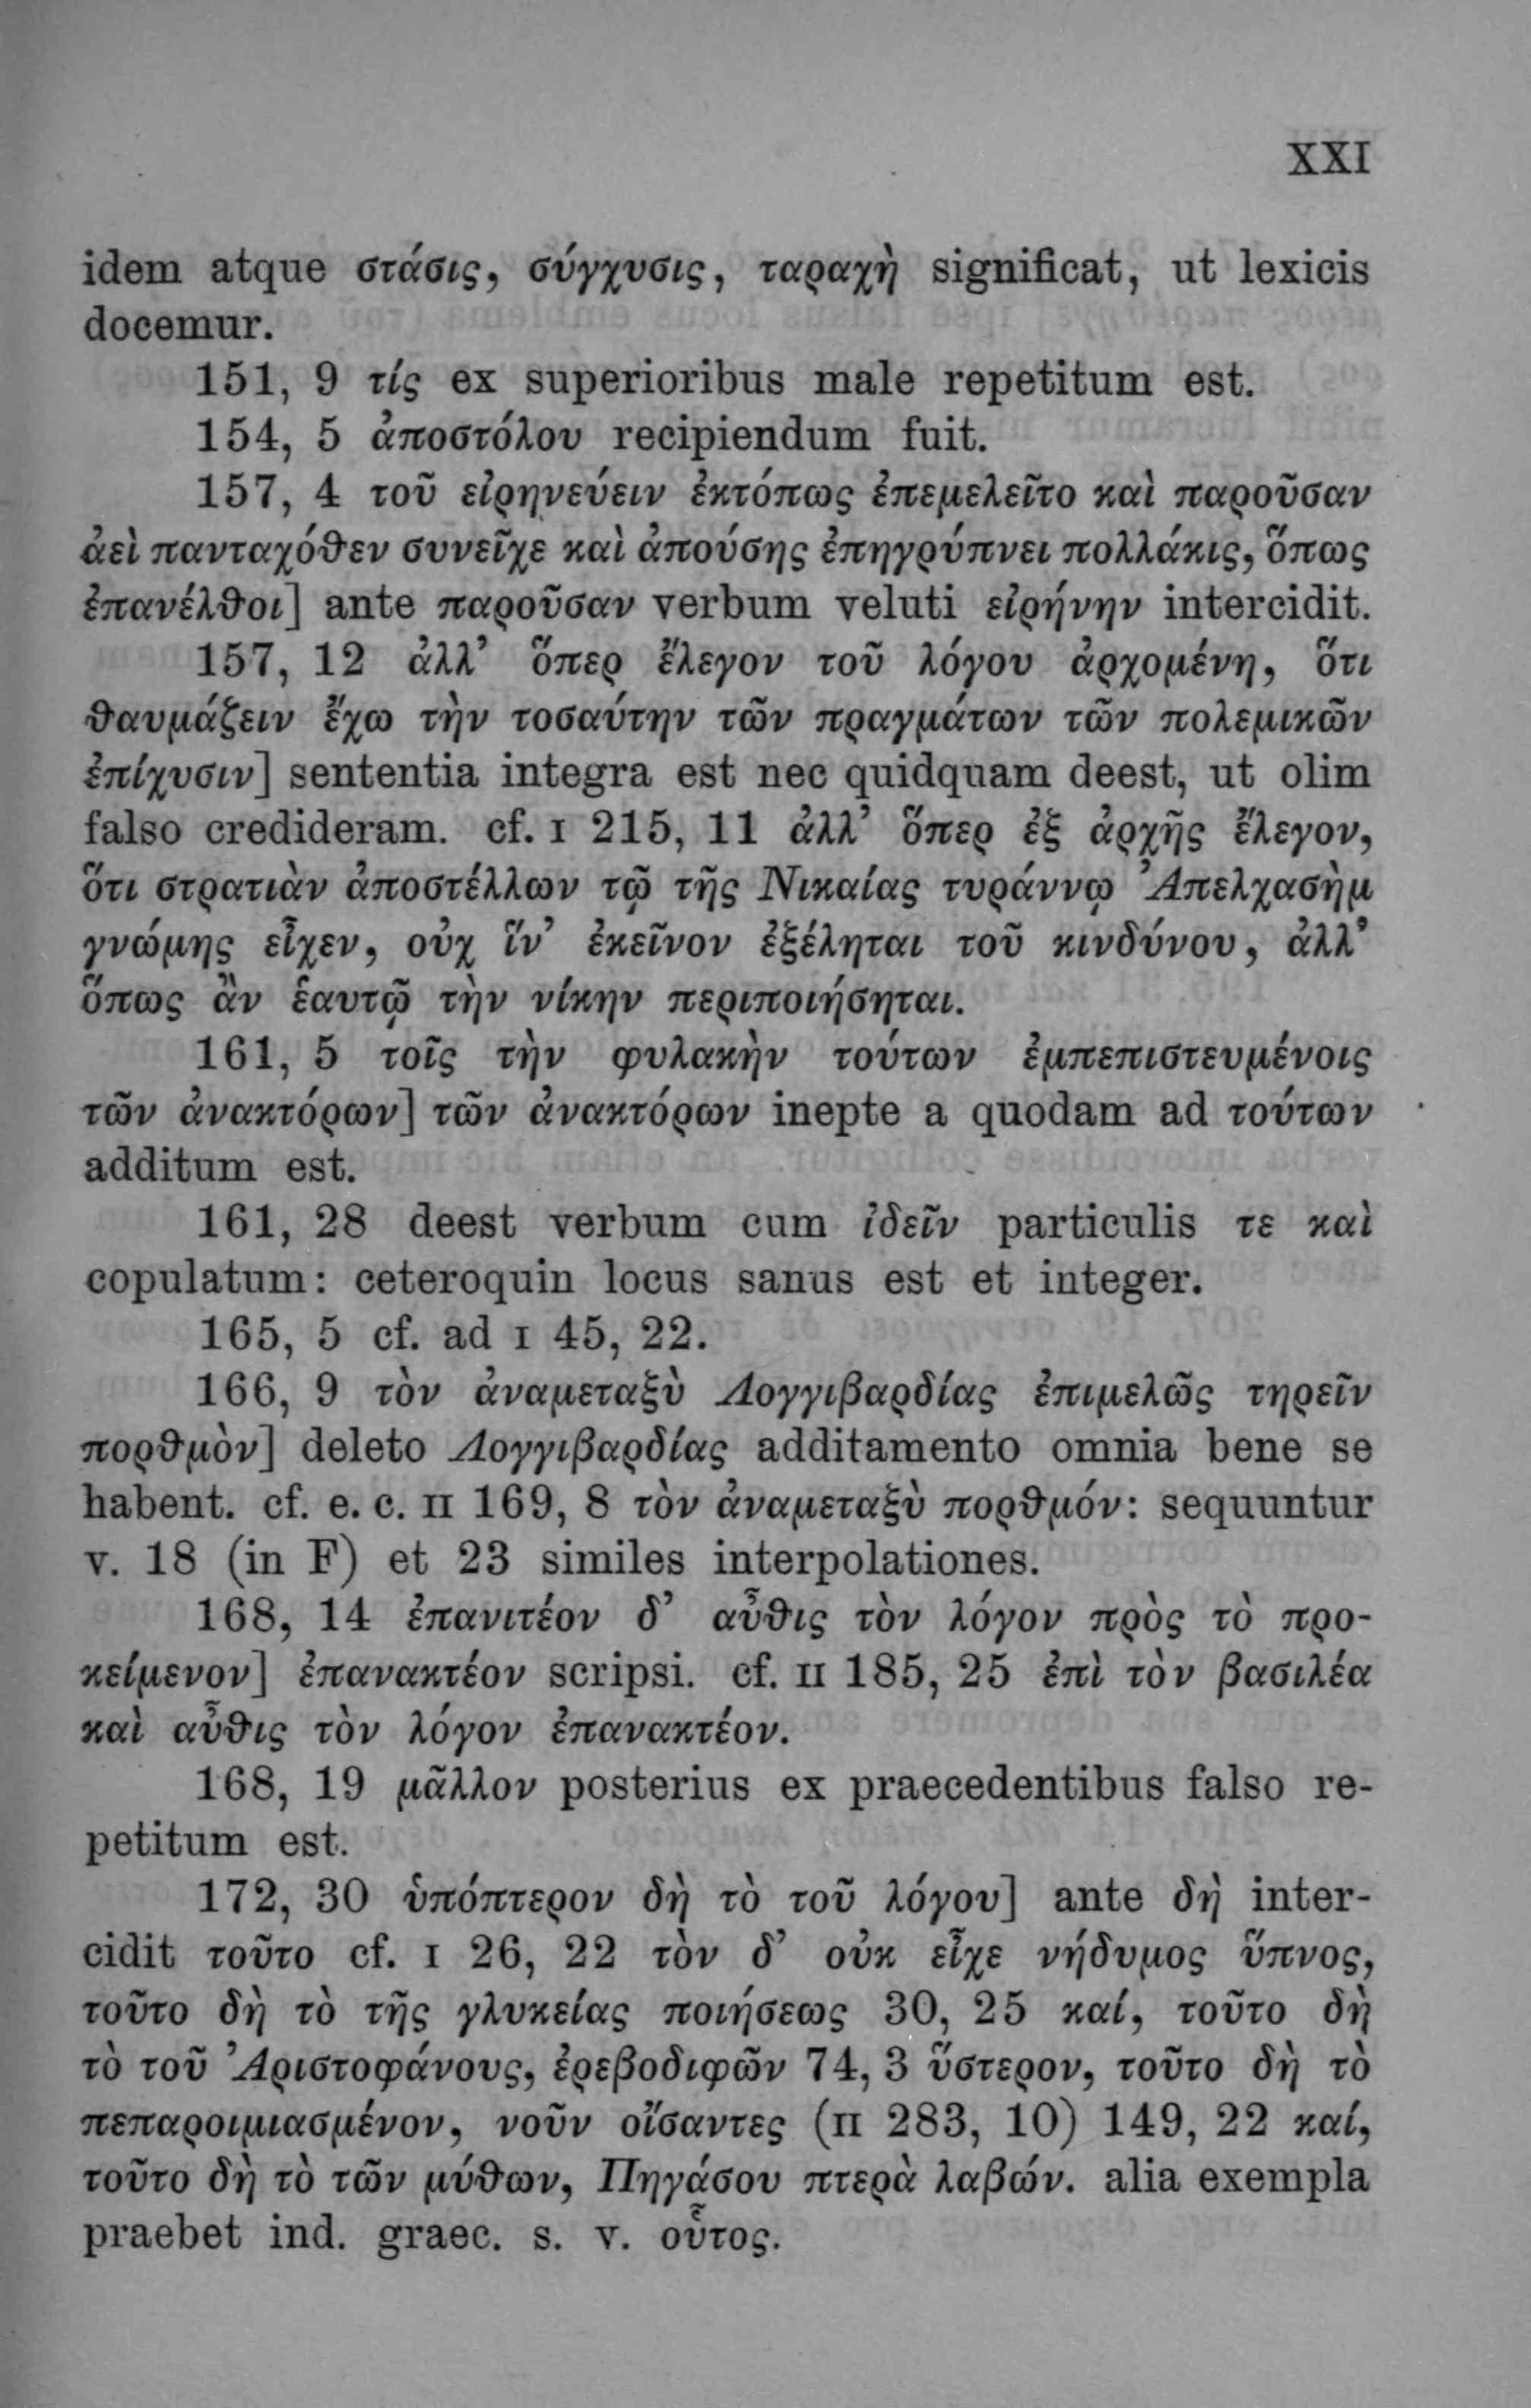 XXI
idem atque στάσις, σύγχυσις, ταραχὴ significat, ut lexicis
docemur.
151, 9 τίς ex superioribus male repetitum est.
154, 5 ἀποστόλου recipiendum fuit.
157, 4 τοῦ εἰρηνεύειν ἐκτόπως ἐπεμελεῖτο καὶ παροῦσαν
ἀεὶ πανταχόθεν συνεῖχε καὶ ἀπούσης ἐπηγρύπνει πολλάκις, ὅπως
ἐπανέλθοι] ante παροῦσαν verbum veluti εἰρήνην intercidit.
157, 12 ἀλλ’ ὅπερ ἔλεγον τοῦ λόγου ἀρχομένη, ὅτι
θαυμάζειν ἔχω τὴν τοσαύτην τῶν πραγμάτων τῶν πολεμικῶν
ἐπίχυσιν] sententia integra est nec quidquam deest, ut olim
falso credideram. cf. I 215, 11 ἀλλ’ ὅπερ ἐξ ἀρχῆς ἔλεγον,
ὅτι στρατιὰν ἀποστέλλων τῷ τῆς Νικαίας τυράννῳ Ἀπελχασὴμ
γνώμης εἶχεν, οὐχ ἵν’ ἐκεῖνον ἐξέληται τοῦ κινδύνου, ἀλλ’
ὅπως ἂν ἑαυτῷ τὴν νίκην περιποιήσηται.
161, 5 τοῖς τὴν φυλακὴν τούτων ἐμπεπιστευμένοις
τῶν ἀνακτόρων] τῶν ἀνακτόρων inepte a quodam ad τούτων
additum est.
161, 28 deest verbum cum ἰδεῖν particulis τε καὶ
copulatum: ceteroquin locus sanus est et integer.
165, 5 cf. ad I 45, 22.
166, 9 τὸν ἀναμεταξὺ Λογγιβαρδίας ἐπιμελῶς τηρεῖν
πορθμὸν] deleto Λογγιβαρδίας additamento omnia bene se
habent. cf. e. c. II 169, 8 τὸν ἀναμεταξὺ πορθμόν: sequuntur
v. 18 (in F) et 23 similes interpolationes.
168, 14 ἐπανιτέον δ’ αὖθις τὸν λόγον πρὸς τὸ προ-
κείμενον] ἐπανακτέον scripsi. cf. II 185, 25 ἐπὶ τὸν βασιλέα
καὶ αὖθις τὸν λόγον ἐπανακτέον.
168, 19 μᾶλλον posterius ex praecedentibus falso re-
petitum est.
172, 30 ὑπόπτερον δὴ τὸ τοῦ λόγου] ante δὴ inter-
cidit τοῦτο cf. I 26, 22 τὸν δ’ οὐκ εἶχε νήδυμος ὕπνος,
τοῦτο δὴ τὸ τῆς γλυκείας ποιήσεως 30, 25 καί, τοῦτο δὴ
τὸ τοῦ Ἀριστοφάνους, ἐρεβοδιφῶν 74, 3 ὕστερον, τοῦτο δὴ τὸ
πεπαροιμιασμένον, νοῦν οἴσαντες (II 283, 10) 149, 22 καί,
τοῦτο δὴ τὸ τῶν μύθων, Πηγάσου πτερὰ λαβών. alia exempla
praebet ind. graec. s. v. οὗτος.